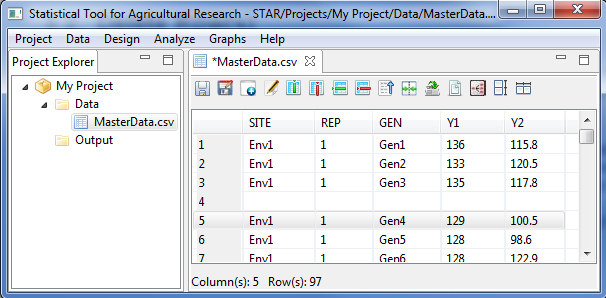 Statistical Tool for Agricultural Research - STAR/Projects/My Project/Data/MasterData....
Project Data Design Analyze Graphs Help
Project Explorer *MasterData.csv
My Project
Data
MasterData.csv
Output
SITE REP GEN Y1 Y2
1 Env1 1 Gen1 136 115.8
2 Env1 1 Gen2 133 120.5
3 Env1 1 Gen3 135 117.8
4
5 Env1 1 Gen4 129 100.5
6 Env1 1 Gen5 128 98.6
7 Env1 1 Gen6 128 122.9
Column(s): 5 Row(s): 97